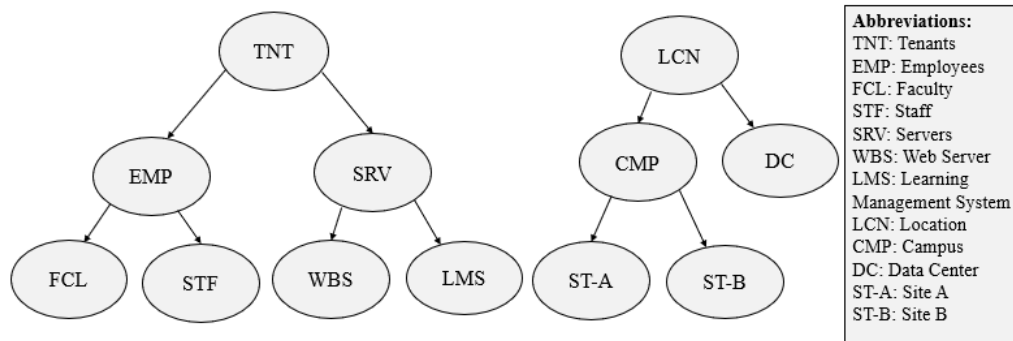 TNT
LCN
EMP
SRV
CMP
DC
FCL
STF
WBS
LMS
ST-A
ST-B
Abbreviations:
TNT: Tenants
EMP: Employees
FCL: Faculty
STF: Staff
SRV: Servers
WBS: Web Server
LMS: Learning
Management System
LCN: Location
CMP: Campus
DC: Data Center
ST-A: Site A
ST-B: Site B